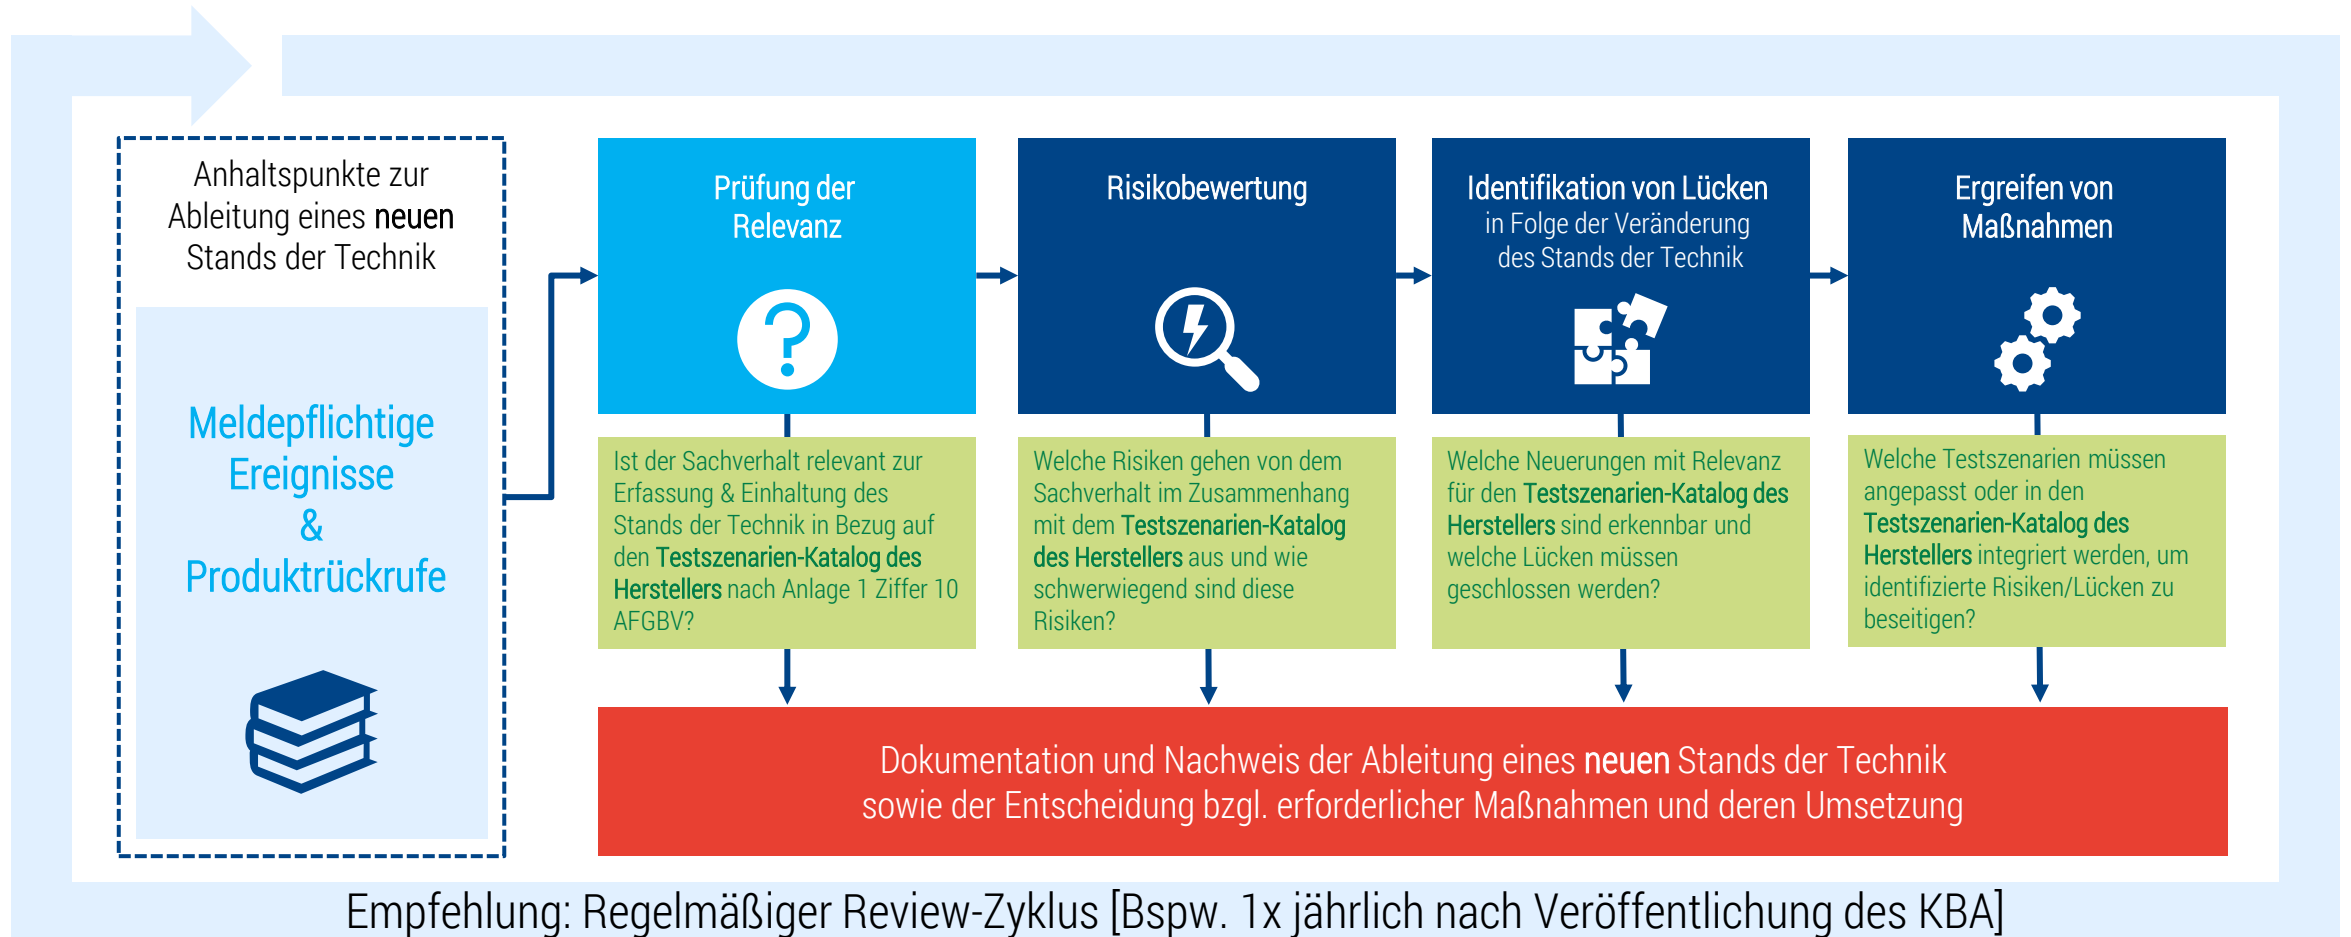 Anhaltspunkte zur
Ableitung eines neuen
Stands der Technik
Meldepflichtige
Ereignisse
&
Produktrückrufe
Prüfung der
Relevanz
Ist der Sachverhalt relevant zur
Erfassung & Einhaltung des
Stands der Technik in Bezug auf
den Testszenarien-Katalog des
Herstellers nach Anlage 1 Ziffer 10
AFGBV?
Risikobewertung
Welche Risiken gehen von dem
Sachverhalt im Zusammenhang
mit dem Testszenarien-Katalog
des Herstellers aus und wie
schwerwiegend sind diese
Risiken?
Identifikation von Lücken
in Folge der Veränderung
des Stands der Technik
Welche Neuerungen mit Relevanz
für den Testszenarien-Katalog des
Herstellers sind erkennbar und
welche Lücken müssen
geschlossen werden?
Ergreifen von
Maßnahmen
Welche Testszenarien müssen
angepasst oder in den
Testszenarien-Katalog des
Herstellers integriert werden, um
identifizierte Risiken/Lücken zu
beseitigen?
Dokumentation und Nachweis der Ableitung eines neuen Stands der Technik
sowie der Entscheidung bzgl. erforderlicher Maßnahmen und deren Umsetzung
Empfehlung: Regelmäßiger Review-Zyklus [Bspw. 1x jährlich nach Veröffentlichung des KBA]